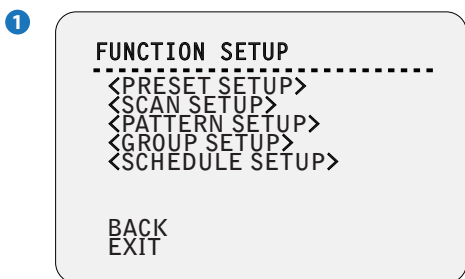 1
FUNCTION SETUP
<PRESET SETUP>
<SCAN SETUP>
<PATTERN SETUP>
<GROUP SETUP>
<SCHEDULE SETUP>
BACK
EXIT